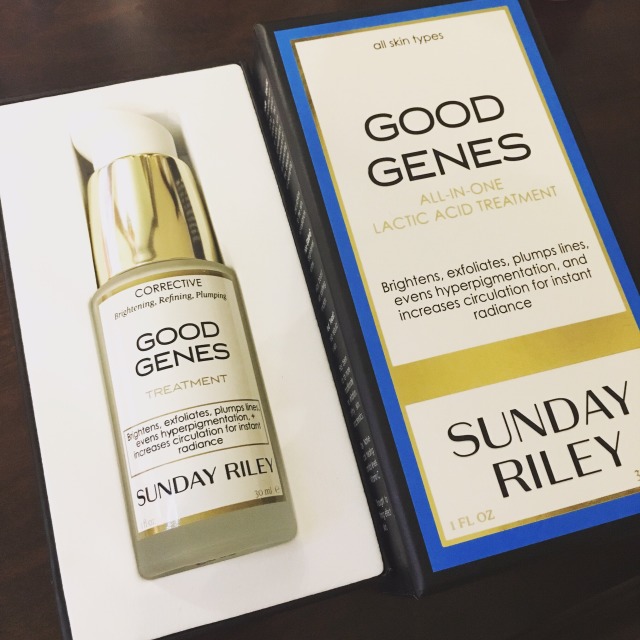 CORRECTIVE
Brightening, Refining, Plumping
GOOD
GENES
TREATMENT
Brightens, exfoliates, plumps lines,
evens hyperpigmentation, +
increases circulation for instant
radiance
SUNDAY RILEY
30 ml e
all skin types
GOOD
GENES
ALL-IN-ONE
LACTIC ACID TREATMENT
Brightens, exfoliates, plumps lines,
evens hyperpigmentation, and
increases circulation for instant
radiance
SUNDAY
RILEY
1 FL OZ